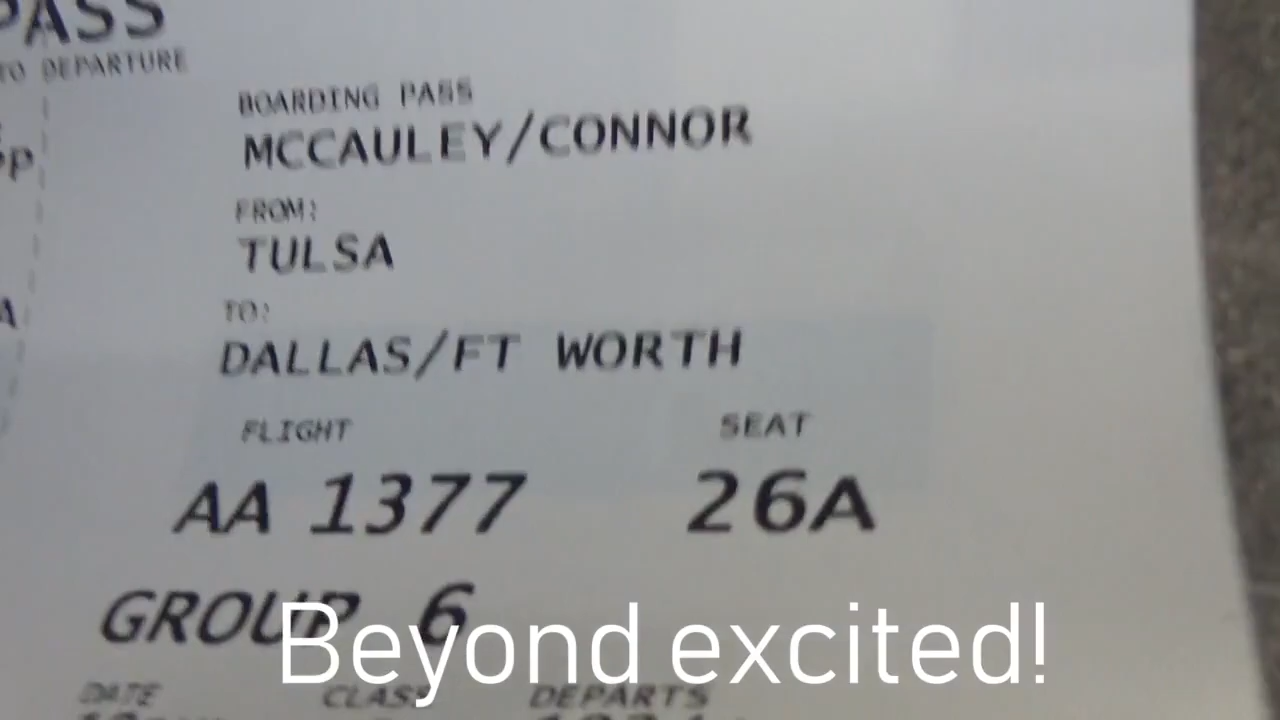 PASS
TO DEPARTURE
BOARDING PASS
MCCAULEY/CONNOR
FROM:
TULSA
TO:
DALLAS/FT WORTH
FLIGHT SEAT
AA 1377 26A
GROUP 6
Beyond excited!
DATE CLASS DEPARTS